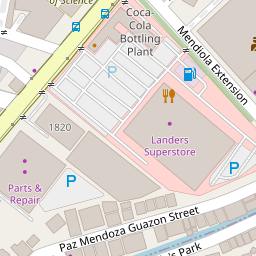 of Science
Coca-
Cola
Bottling
Plant
Mendiola Extension
P
1820
Landers
Superstore
P
P
Parts &
Repair
Paz Mendoza Guazon Street
's Park